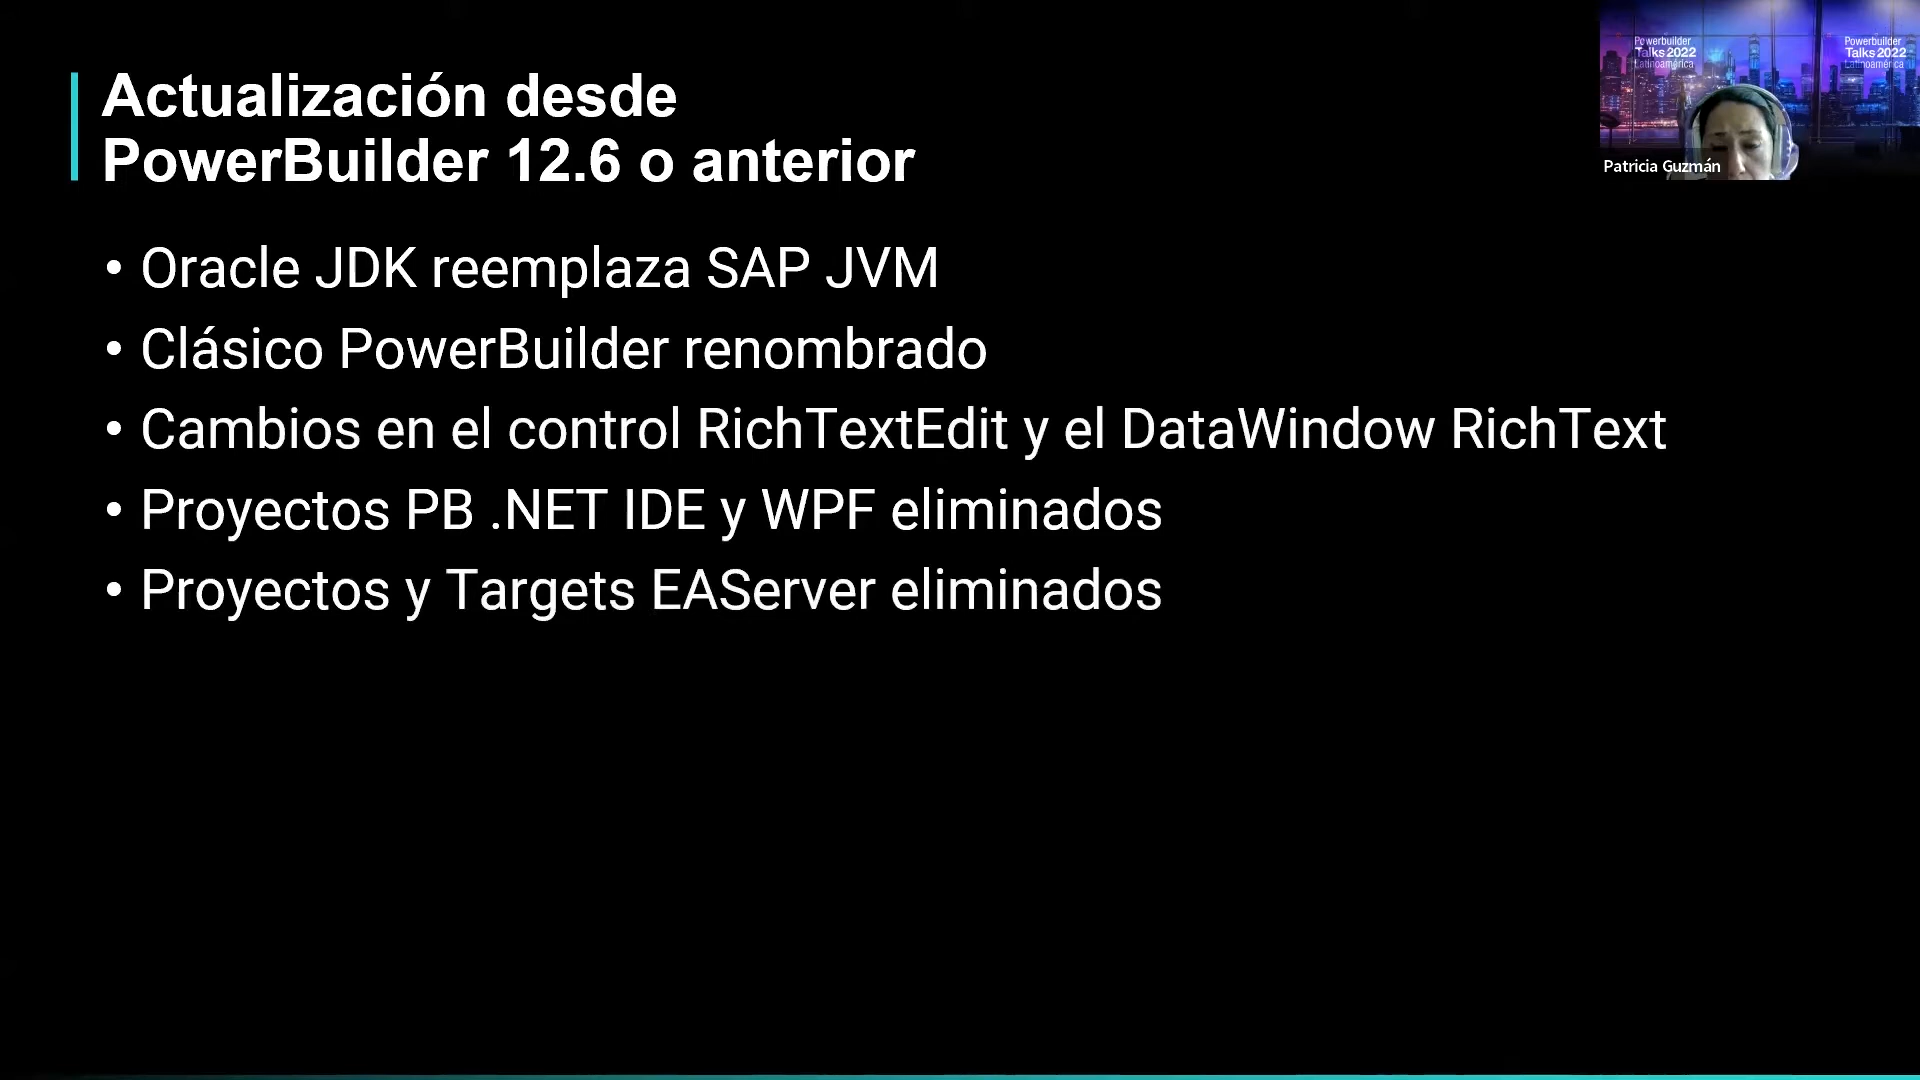 Actualización desde
PowerBuilder 12.6 o anterior
• Oracle JDK reemplaza SAP JVM
• Clásico PowerBuilder renombrado
• Cambios en el control RichTextEdit y el DataWindow RichText
• Proyectos PB .NET IDE y WPF eliminados
• Proyectos y Targets EAServer eliminados
Powerbuilder
Talks 2022
Latinoamérica
Powerbuilder
Talks 2022
Latinoamérica
Patricia Guzmán